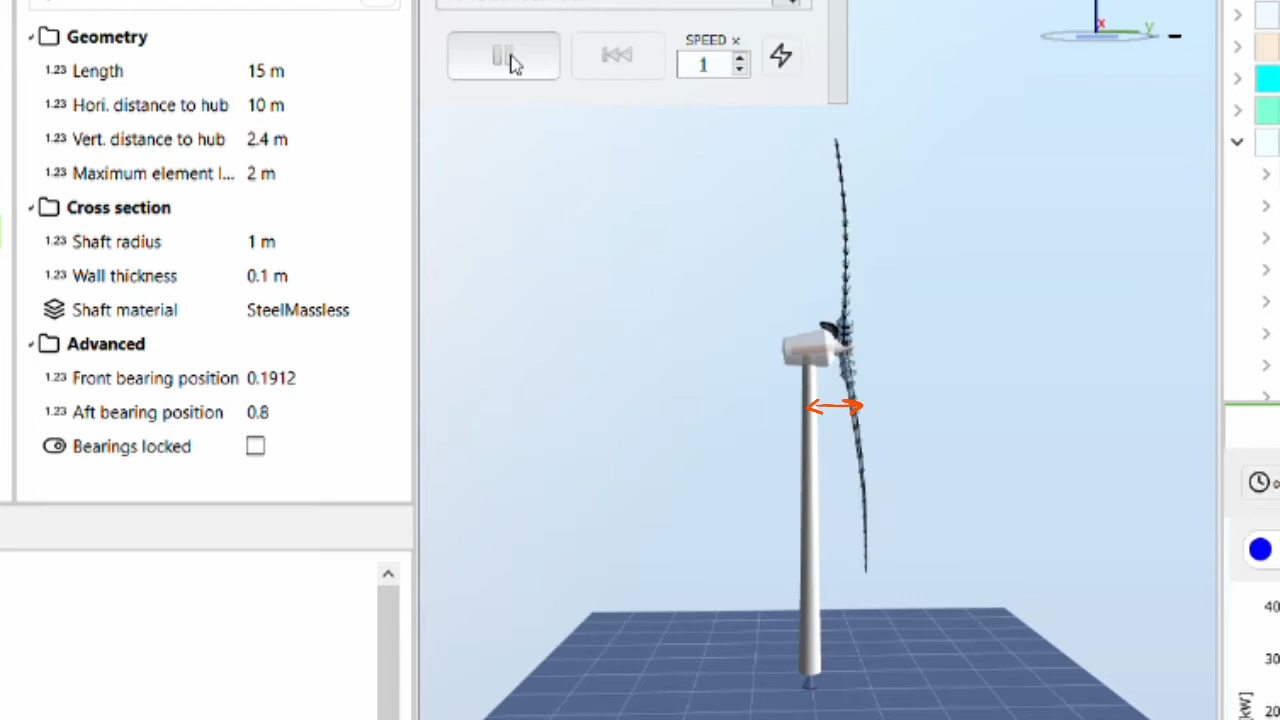 Geometry
1.23 Length 15 m
1.23 Hori. distance to hub 10 m
1.23 Vert. distance to hub 2.4 m
1.23 Maximum element l... 2 m
Cross section
1.23 Shaft radius 1 m
1.23 Wall thickness 0.1 m
Shaft material SteelMassless
Advanced
1.23 Front bearing position 0.1912
1.23 Aft bearing position 0.8
Bearings locked
SPEED ×
1
x
y
40
30
20
[kW]